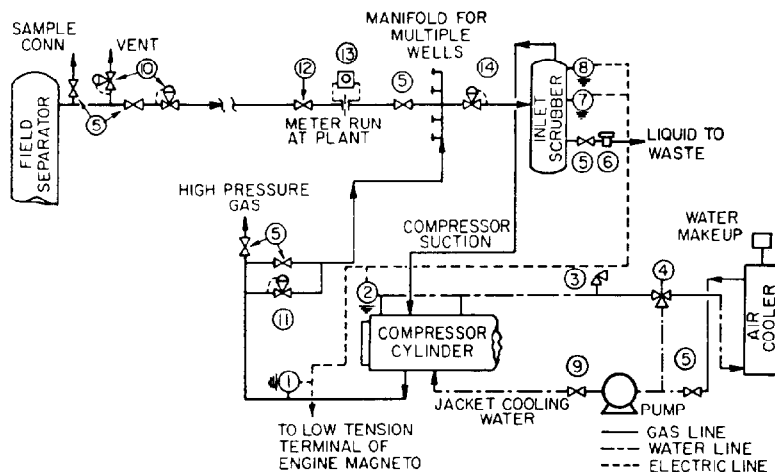 SAMPLE
CONN
VENT
MANIFOLD FOR
MULTIPLE
WELLS
10
13
12
5
14
8
7
5
FIELD
SEPARATOR
METER RUN
AT PLANT
INLET
SCRUBBER
LIQUID TO
WASTE
5
6
HIGH PRESSURE
GAS
5
COMPRESSOR
SUCTION
WATER
MAKEUP
2
3
4
11
COMPRESSOR
CYLINDER
AIR
COOLER
1
9
5
JACKET COOLING
WATER
PUMP
TO LOW TENSION
TERMINAL OF
ENGINE MAGNETO
GAS LINE
WATER LINE
ELECTRIC LINE